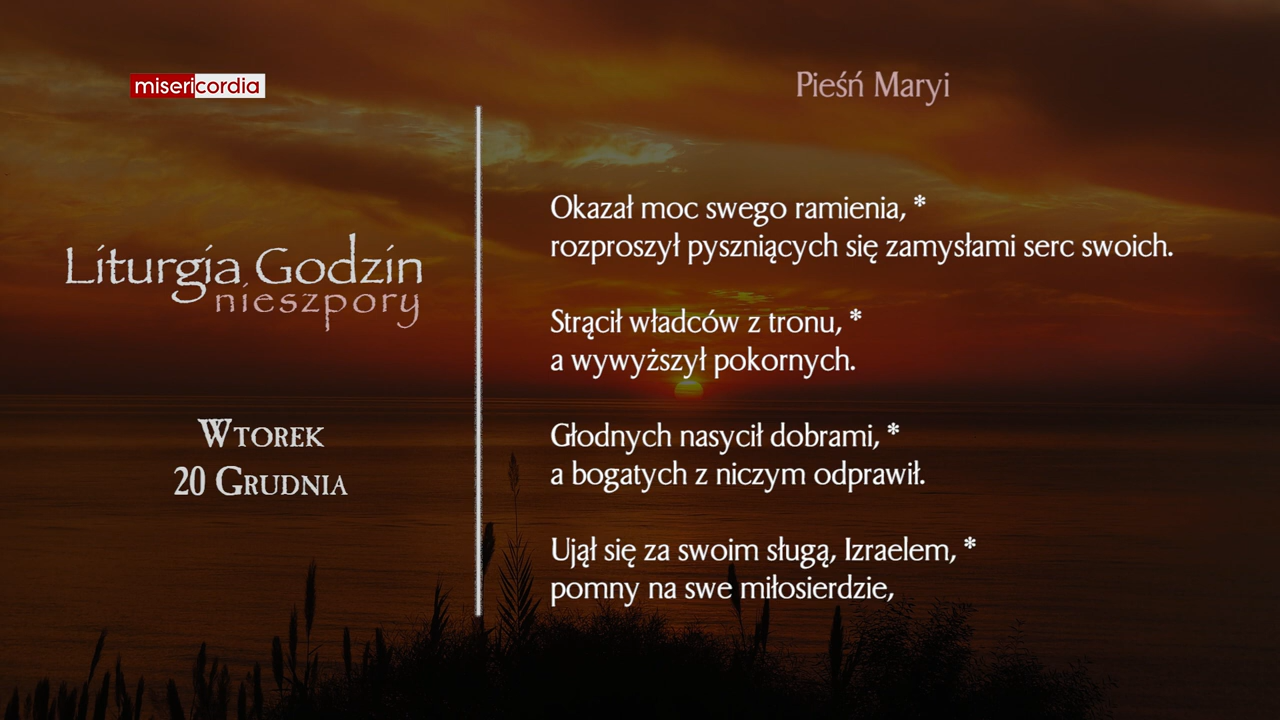 misericordia
Liturgia Godzin
nieszpory
Wtorek
20 Grudnia
Pieśń Maryi
Okazał moc swego ramienia, *
rozproszył pyszniących się zamysłami serc swoich.
Strącił władców z tronu, *
a wywyższył pokornych.
Głodnych nasycił dobrami, *
a bogatych z niczym odprawił.
Ujął się za swoim sługą, Izraelem, *
pomny na swe miłosierdzie,